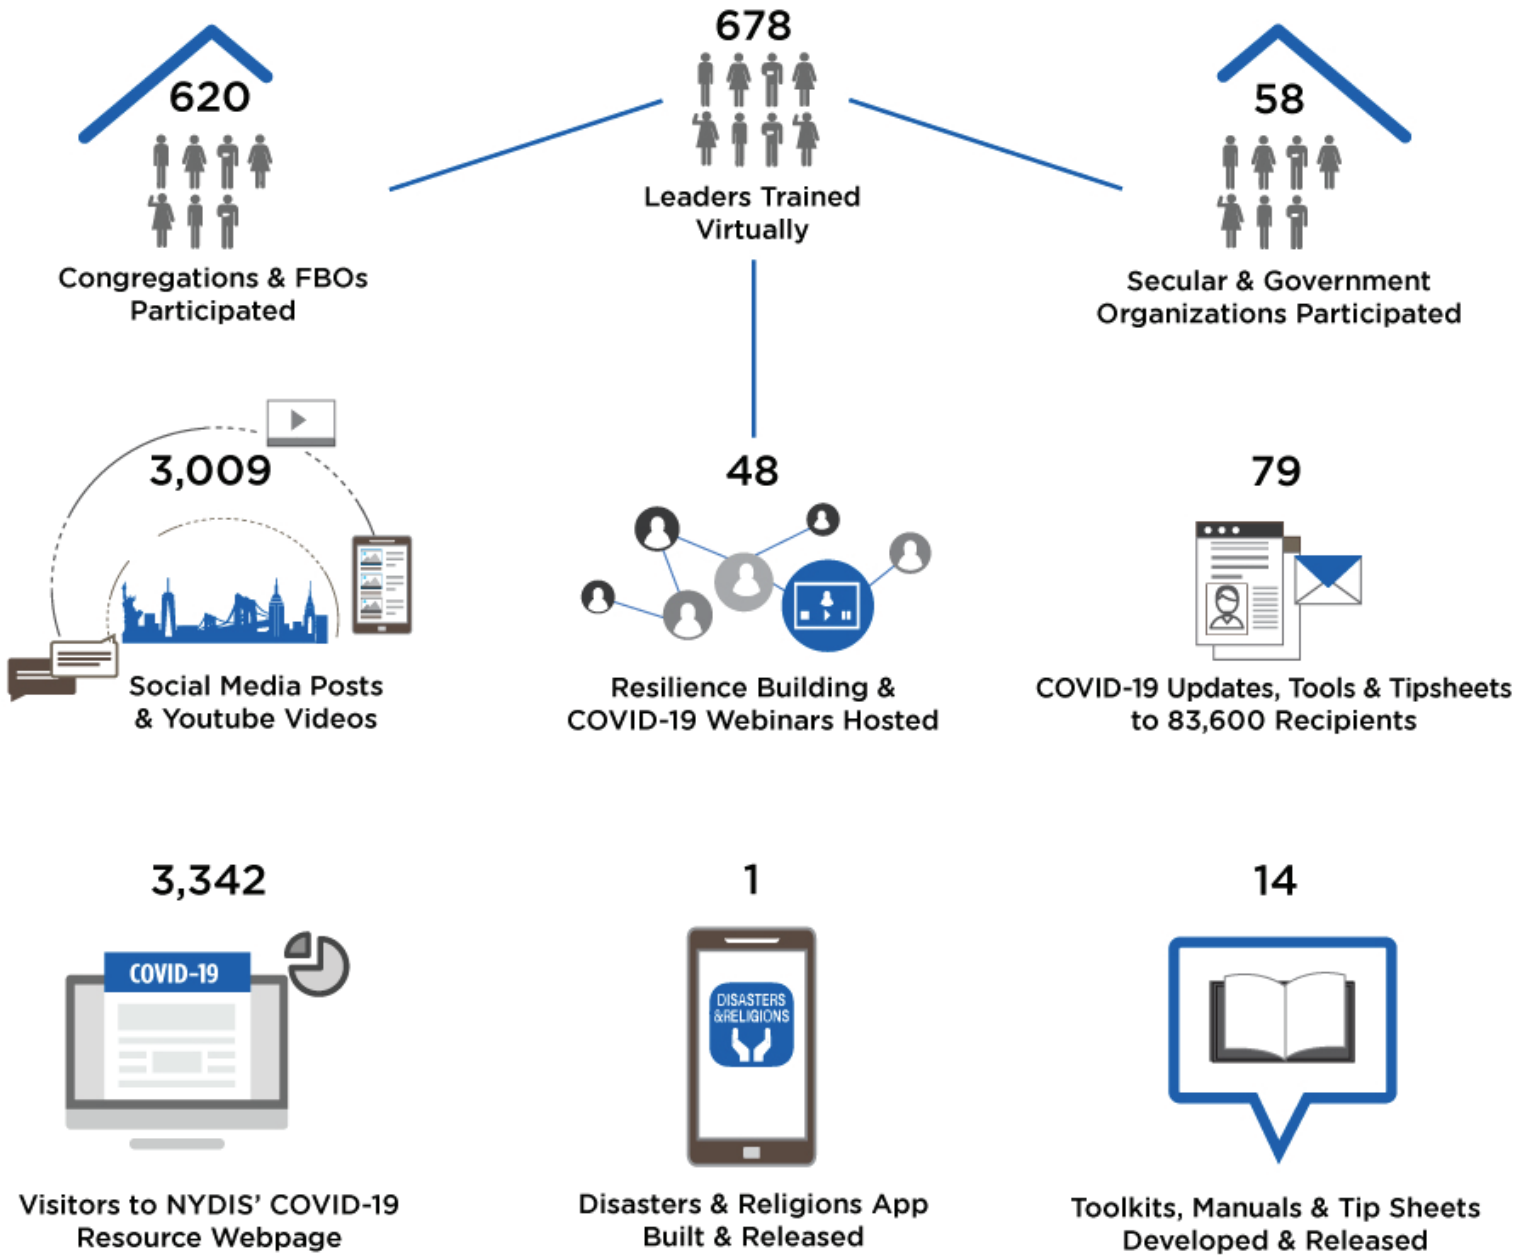 620
Congregations & FBOs
Participated
678
Leaders Trained
Virtually
58
Secular & Government
Organizations Participated
3,009
Social Media Posts
& Youtube Videos
48
Resilience Building &
COVID-19 Webinars Hosted
79
COVID-19 Updates, Tools & Tipsheets
to 83,600 Recipients
3,342
COVID-19
Visitors to NYDIS’ COVID-19
Resource Webpage
1
DISASTERS
&RELIGIONS
Disasters & Religions App
Built & Released
14
Toolkits, Manuals & Tip Sheets
Developed & Released